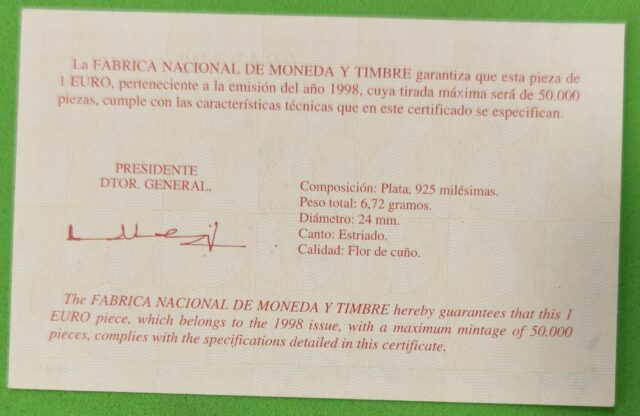 La FABRICA NACIONAL DE MONEDA Y TIMBRE garantiza que esta pieza de
1 EURO, perteneciente a la emisión del año 1998, cuya tirada máxima será de 50.000
piezas, cumple con las características técnicas que en este certificado se especifican.
PRESIDENTE
DTOR. GENERAL,
Composición: Plata, 925 milésimas.
Peso total: 6,72 gramos.
Diámetro: 24 mm.
Canto: Estriado.
Calidad: Flor de cuño.
The FABRICA NACIONAL DE MONEDA Y TIMBRE hereby guarantees that this 1
EURO piece, which belongs to the 1998 issue, with a maximum mintage of 50.000
pieces, complies with the specifications detailed in this certificate.